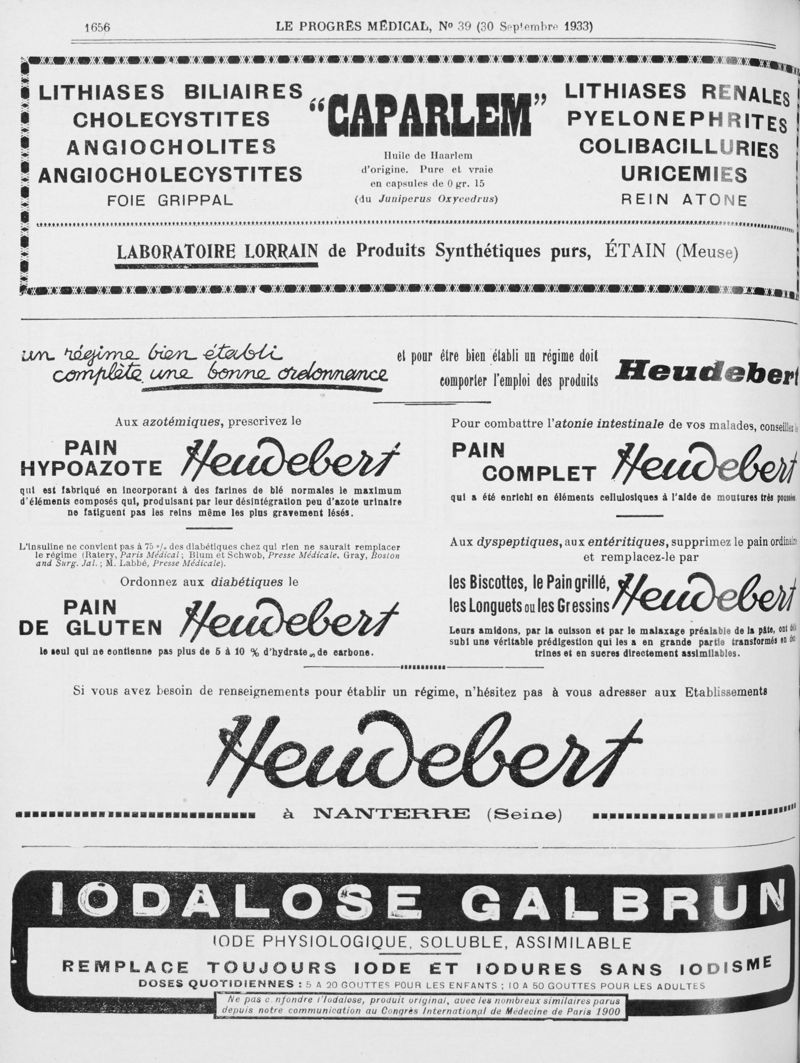 1656
LE PROGRÈS MÉDICAL, No 39 (30 Septembre 1933)
LITHIASES BILIAIRES
CHOLECYSTITES
ANGIOCHOLITES
ANGIOCHOLECYSTITES
FOIE GRIPPAL
"CAPARLEM"
Huile de Haarlem
d'origine. Pure et vraie
en capsules de 0 gr. 15
(du Juniperus Oxycedrus)
LITHIASES RENALES
PYELONEPHRITES
COLIBACILLURIES
URICEMIES
REIN ATONE
LABORATOIRE LORRAIN de Produits Synthétiques purs, ÉTAIN (Meuse)
un régime bien établi
complète une bonne ordonnance
et pour être bien établi un régime doit
comporter l'emploi des produits
Heudebert
Aux azotémiques, prescrivez le
PAIN
HYPOAZOTE Heudebert
qui est fabriqué en incorporant à des farines de blé normales le maximum
d'éléments composés qui, produisant par leur désintégration peu d'azote urinaire
ne fatiguent pas les reins même les plus gravement lésés.
L'insuline ne convient pas à 75 % des diabétiques chez qui rien ne saurait remplacer
le régime (Ratery, Paris Médical; Blum et Schwob, Presse Médicale. Gray, Boston
and Surg. Jal.; M. Labbé, Presse Médicale).
Ordonnez aux diabétiques le
PAIN
DE GLUTEN Heudebert
le seul qui ne contienne pas plus de 5 à 10 % d'hydrate de carbone.
Pour combattre l'atonie intestinale de vos malades, conseillez
PAIN
COMPLET Heudebert
qui a été enrichi en éléments cellulosiques à l'aide de moutures très poussées.
Aux dyspeptiques, aux entéritiques, supprimez le pain ordinaire
et remplacez-le par
les Biscottes, le Pain grillé,
les Longuets ou les Gressins Heudebert
Leurs amidons, par la cuisson et par le malaxage préalable de la pâte, ont
subi une véritable prédigestion qui les a en grande partie transformés en
trines et en sucres directement assimilables.
Si vous avez besoin de renseignements pour établir un régime, n'hésitez pas à vous adresser aux Etablissements
Heudebert
à NANTERRE (Seine)
IODALOSE GALBRUN
IODE PHYSIOLOGIQUE, SOLUBLE, ASSIMILABLE
REMPLACE TOUJOURS IODE ET IODURES SANS IODISME
DOSES QUOTIDIENNES : 5 A 20 GOUTTES POUR LES ENFANTS ; 10 A 50 GOUTTES POUR LES ADULTES
Ne pas c nfondre l'Iodalose, produit original, avec les nombreux similaires parus
depuis notre communication au Congrès International de Médecine de Paris 1900